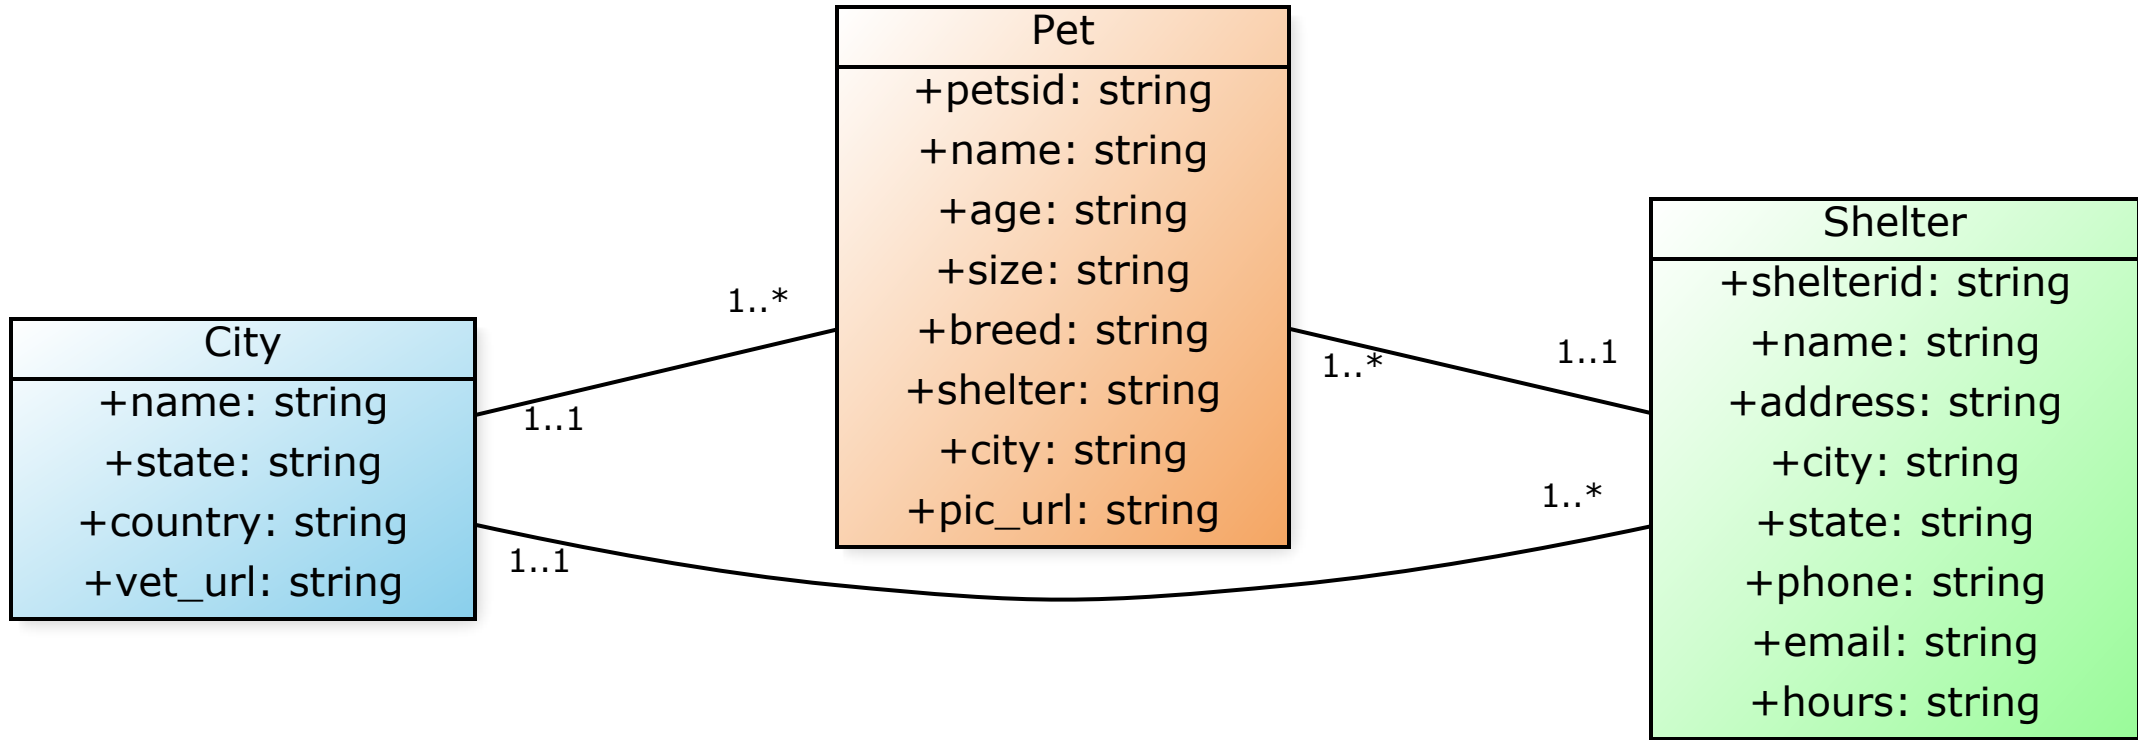 Pet
+petsid: string
+name: string
+age: string
+size: string
+breed: string
+shelter: string
+city: string
+pic_url: string
City
+name: string
+state: string
+country: string
+vet_url: string
Shelter
+shelterid: string
+name: string
+address: string
+city: string
+state: string
+phone: string
+email: string
+hours: string
1..*
1..1
1..*
1..1
1..*
1..1